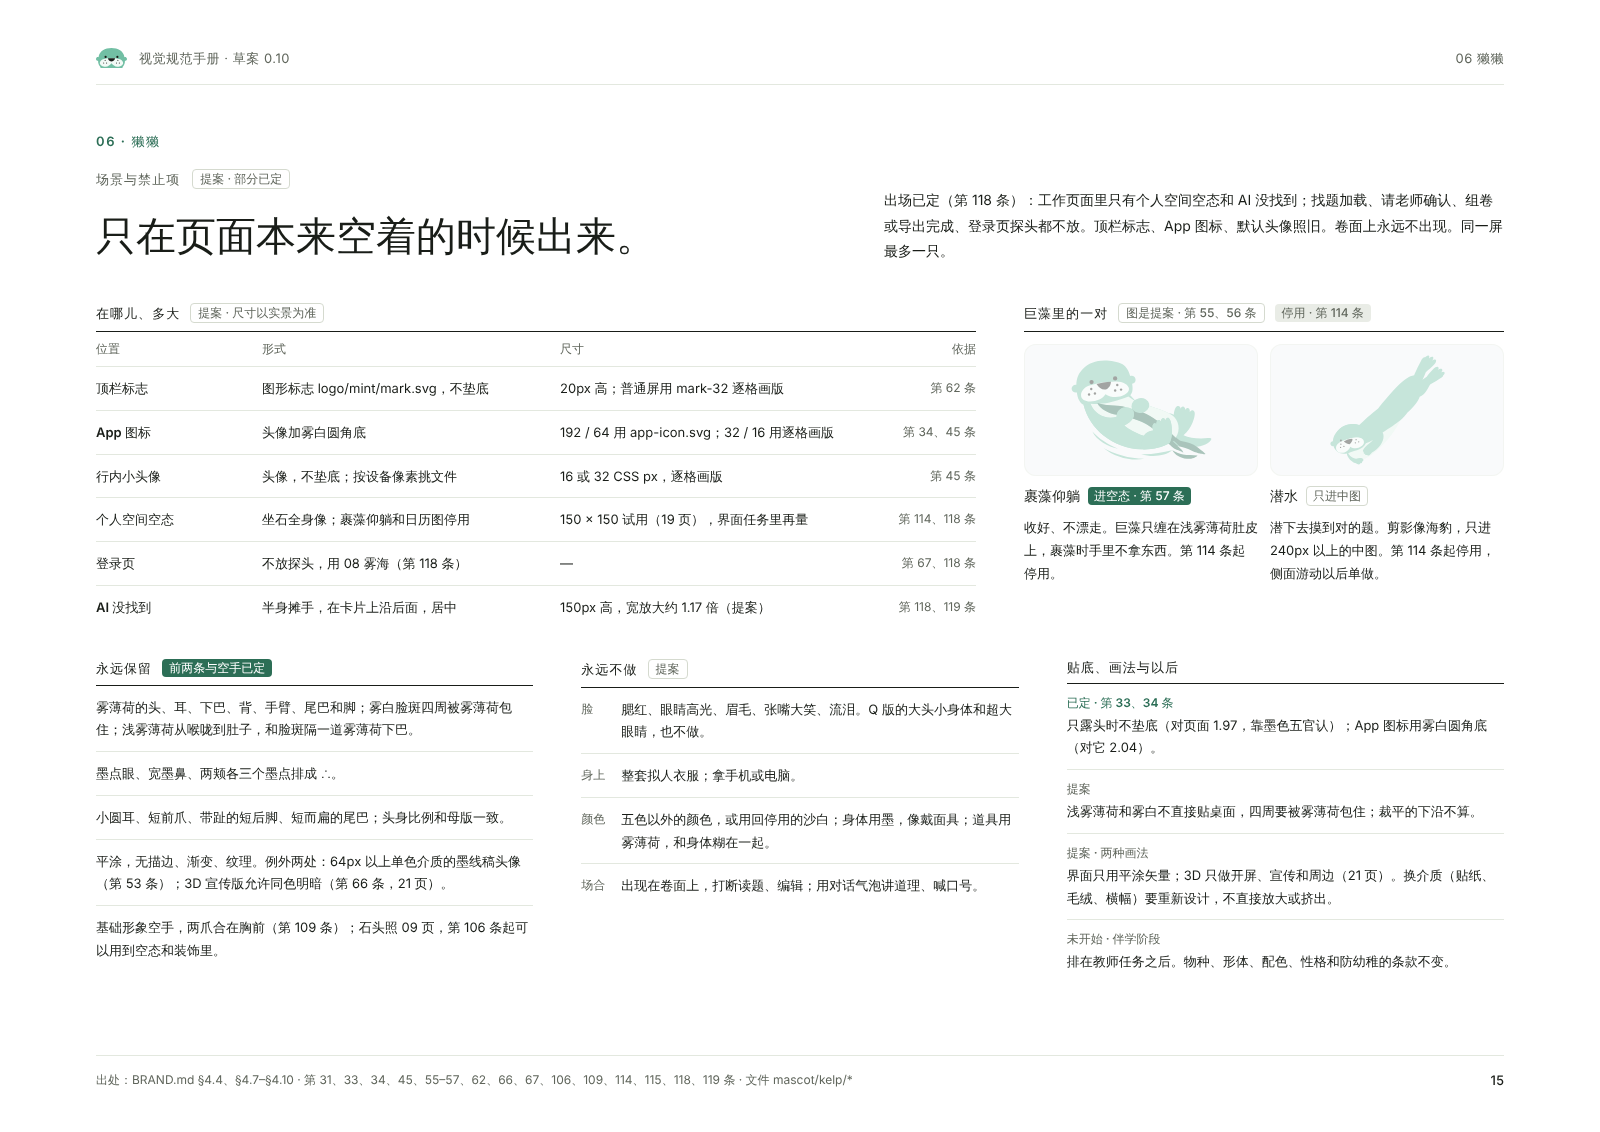 视觉规范手册 · 草案 0.10
06 獭獭
06 · 獭獭
场景与禁止项 提案 · 部分已定
只在页面本来空着的时候出来。
出场已定（第 118 条）：工作页面里只有个人空间空态和 AI 没找到；找题加载、请老师确认、组卷
或导出完成、登录页探头都不放。顶栏标志、App 图标、默认头像照旧。卷面上永远不出现。同一屏
最多一只。
在哪儿、多大 提案 · 尺寸以实景为准
位置 形式 尺寸 依据
顶栏标志 图形标志 logo/mint/mark.svg，不垫底 20px 高；普通屏用 mark-32 逐格画版 第 62 条
App 图标 头像加雾白圆角底 192 / 64 用 app-icon.svg；32 / 16 用逐格画版 第 34、45 条
行内小头像 头像，不垫底；按设备像素挑文件 16 或 32 CSS px，逐格画版 第 45 条
个人空间空态 坐石全身像；裹藻仰躺和日历图停用 150 × 150 试用（19 页），界面任务里再量 第 114、118 条
登录页 不放探头，用 08 雾海（第 118 条） — 第 67、118 条
AI 没找到 半身摊手，在卡片上沿后面，居中 150px 高，宽放大约 1.17 倍（提案） 第 118、119 条
巨藻里的一对 图是提案 · 第 55、56 条 停用 · 第 114 条
裹藻仰躺 进空态 · 第 57 条
收好、不漂走。巨藻只缠在浅雾薄荷肚皮
上，裹藻时手里不拿东西。第 114 条起
停用。
潜水 只进中图
潜下去摸到对的题。剪影像海豹，只进
240px 以上的中图。第 114 条起停用，
侧面游动以后单做。
永远保留 前两条与空手已定
雾薄荷的头、耳、下巴、背、手臂、尾巴和脚；雾白脸斑四周被雾薄荷包
住；浅雾薄荷从喉咙到肚子，和脸斑隔一道雾薄荷下巴。
墨点眼、宽墨鼻、两颊各三个墨点排成 ∴。
小圆耳、短前爪、带趾的短后脚、短而扁的尾巴；头身比例和母版一致。
平涂，无描边、渐变、纹理。例外两处：64px 以上单色介质的墨线稿头像
（第 53 条）；3D 宣传版允许同色明暗（第 66 条，21 页）。
基础形象空手，两爪合在胸前（第 109 条）；石头照 09 页，第 106 条起可
以用到空态和装饰里。
永远不做 提案
脸 腮红、眼睛高光、眉毛、张嘴大笑、流泪。Q 版的大头小身体和超大
眼睛，也不做。
身上 整套拟人衣服；拿手机或电脑。
颜色 五色以外的颜色，或用回停用的沙白；身体用墨，像戴面具；道具用
雾薄荷，和身体糊在一起。
场合 出现在卷面上，打断读题、编辑；用对话气泡讲道理、喊口号。
贴底、画法与以后
已定 · 第 33、34 条
只露头时不垫底（对页面 1.97，靠墨色五官认）；App 图标用雾白圆角底
（对它 2.04）。
提案
浅雾薄荷和雾白不直接贴桌面，四周要被雾薄荷包住；裁平的下沿不算。
提案 · 两种画法
界面只用平涂矢量；3D 只做开屏、宣传和周边（21 页）。换介质（贴纸、
毛绒、横幅）要重新设计，不直接放大或挤出。
未开始 · 伴学阶段
排在教师任务之后。物种、形体、配色、性格和防幼稚的条款不变。
出处：BRAND.md §4.4、§4.7–§4.10 · 第 31、33、34、45、55–57、62、66、67、106、109、114、115、118、119 条 · 文件 mascot/kelp/*
15